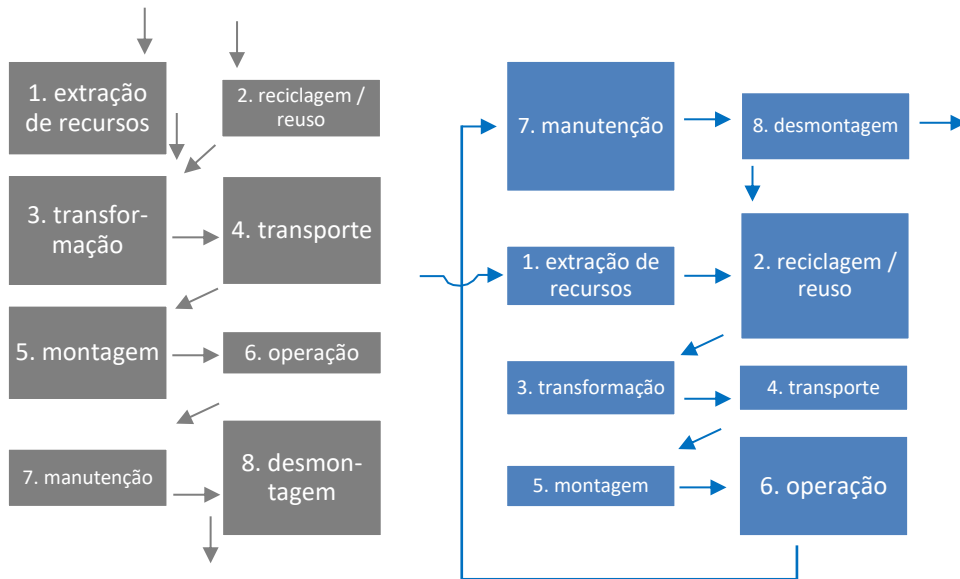 1. extração
de recursos
2. reciclagem /
reuso
3. transfor-
mação
4. transporte
5. montagem
6. operação
7. manutenção
8. desmon-
tagem
7. manutenção
8. desmontagem
1. extração de
recursos
2. reciclagem /
reuso
3. transformação
4. transporte
5. montagem
6. operação